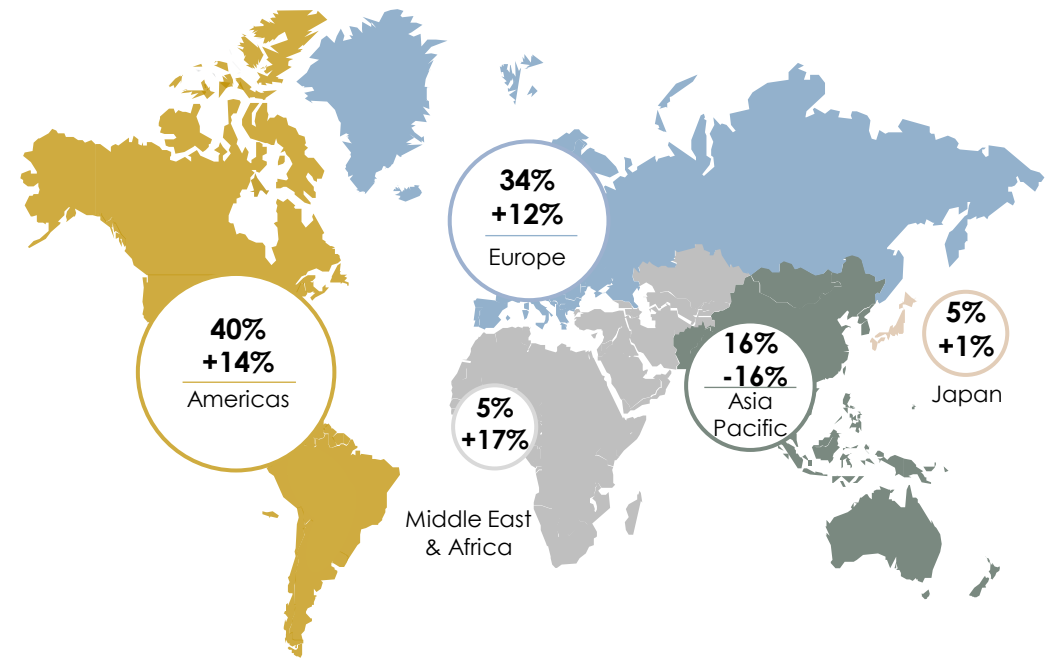 34%
+12%
Europe
40%
+14%
Americas
5%
+17%
Middle East
& Africa
16%
-16%
Asia
Pacific
5%
+1%
Japan